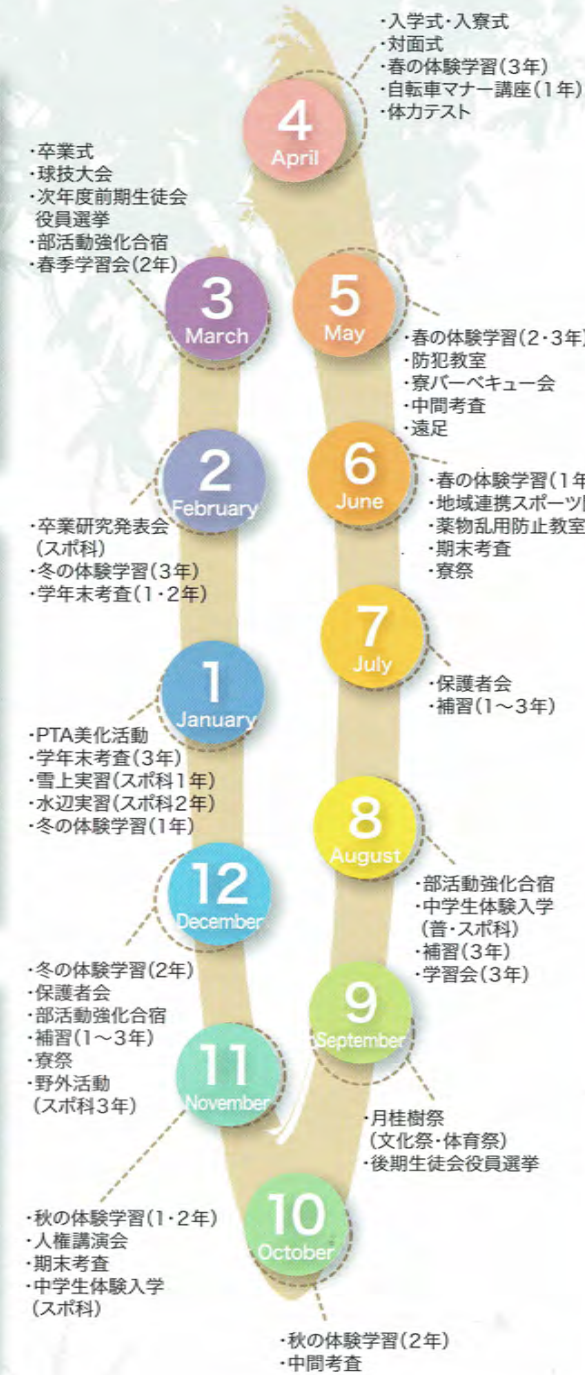 4
April
・入学式・入寮式
・対面式
・春の体験学習(3年)
・自転車マナー講座(1年)
・体力テスト
5
May
・春の体験学習(2・3年)
・防犯教室
・寮バーベキュー会
・中間考査
・遠足
6
June
・春の体験学習(1年
・地域連携スポーツ
・薬物乱用防止教室
・期末考査
・寮祭
7
July
・保護者会
・補習(1～3年)
8
August
・部活動強化合宿
・中学生体験入学
(普・スポ科)
・補習(3年)
・学習会(3年)
9
September
・月桂樹祭
(文化祭・体育祭)
・後期生徒会役員選挙
10
October
・秋の体験学習(2年)
・中間考査
11
November
・秋の体験学習(1・2年)
・人権講演会
・期末考査
・中学生体験入学
(スポ科)
12
December
・冬の体験学習(2年)
・保護者会
・部活動強化合宿
・補習(1～3年)
・寮祭
・野外活動
(スポ科3年)
1
January
・PTA美化活動
・学年末考査(3年)
・雪上実習(スポ科1年)
・水辺実習(スポ科2年)
・冬の体験学習(1年)
2
February
・卒業研究発表会
(スポ科)
・冬の体験学習(3年)
・学年末考査(1・2年)
3
March
・卒業式
・球技大会
・次年度前期生徒会
役員選挙
・部活動強化合宿
・春季学習会(2年)